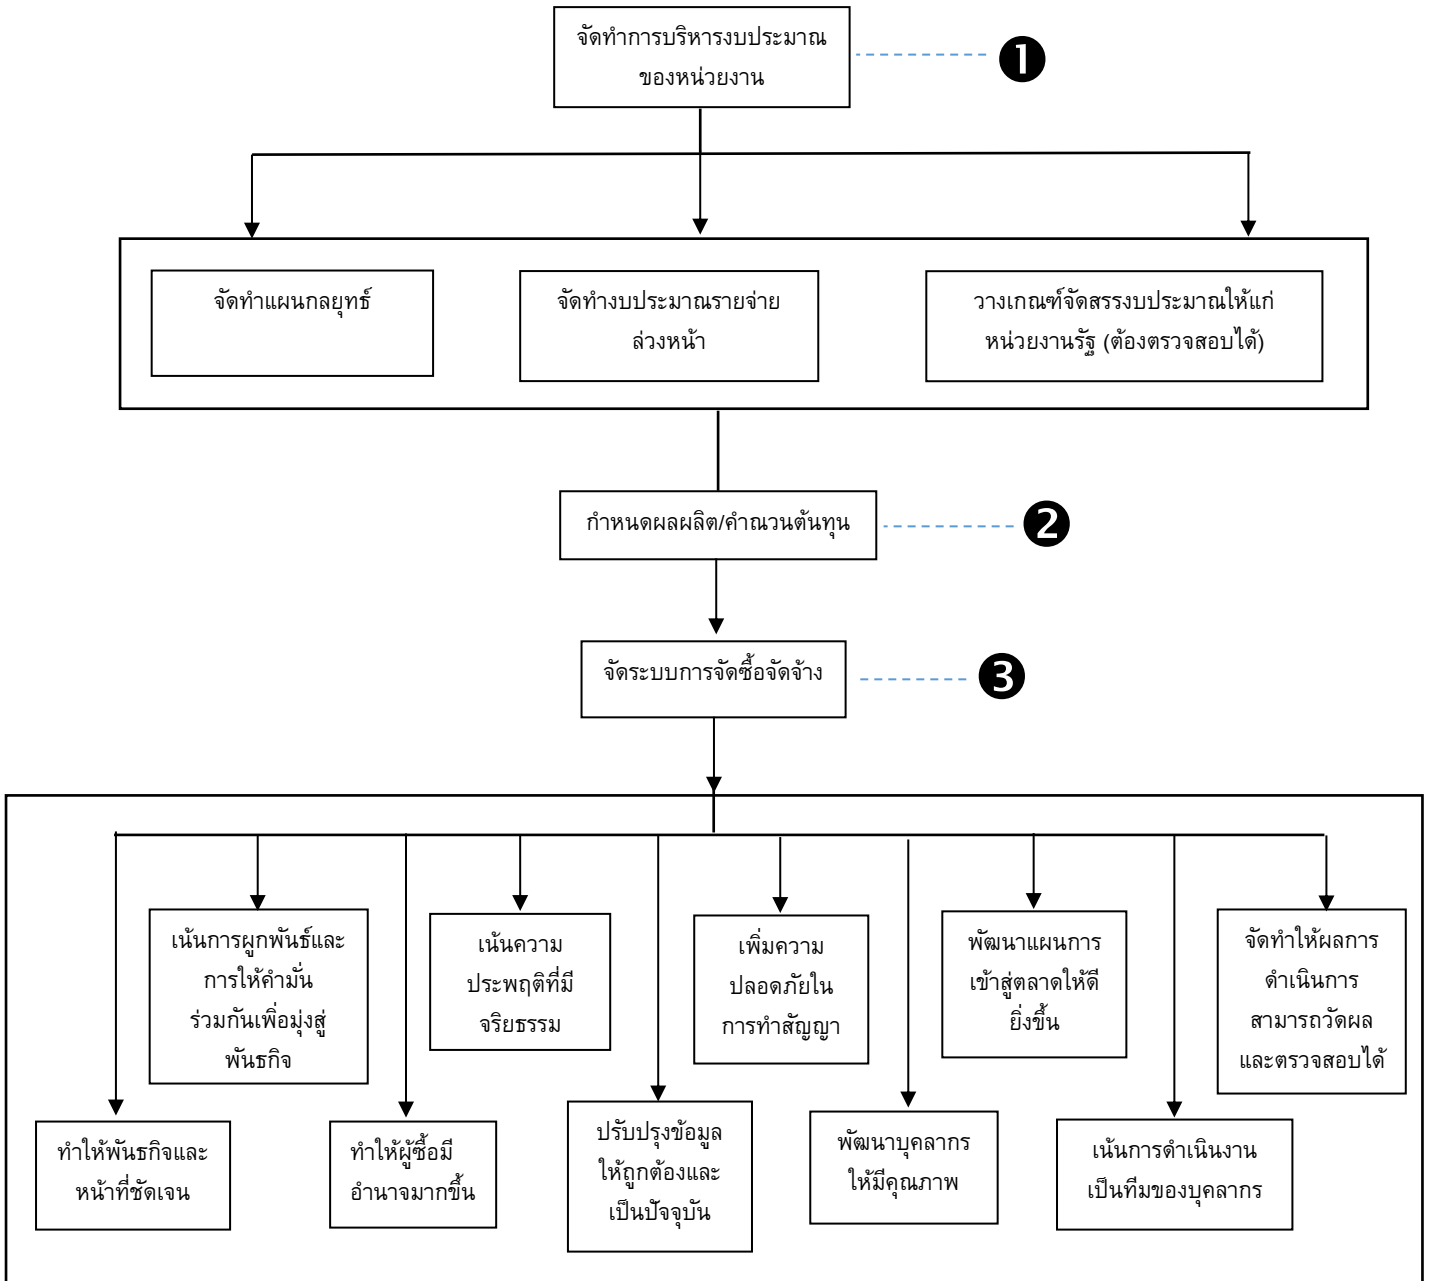 จัดทำการบริหารงบประมาณ
ของหน่วยงาน
❶
จัดทำแผนกลยุทธ์
จัดทำงบประมาณรายจ่าย
ล่วงหน้า
วางเกณฑ์จัดสรรงบประมาณให้แก่
หน่วยงานรัฐ (ต้องตรวจสอบได้)
กำหนดผลผลิต/คำณวนต้นทุน
❷
จัดระบบการจัดซื้อจัดจ้าง
❸
เน้นการผูกพันธ์และ
การให้คำมั่น
ร่วมกันเพื่อมุ่งสู่
พันธกิจ
เน้นความ
ประพฤติที่มี
จริยธรรม
เพิ่มความ
ปลอดภัยใน
การทำสัญญา
พัฒนาแผนการ
เข้าสู่ตลาดให้ดี
ยิ่งขึ้น
จัดทำให้ผลการ
ดำเนินการ
สามารถวัดผล
และตรวจสอบได้
ทำให้พันธกิจและ
หน้าที่ชัดเจน
ทำให้ผู้ซื้อมี
อำนาจมากขึ้น
ปรับปรุงข้อมูล
ให้ถูกต้องและ
เป็นปัจจุบัน
พัฒนาบุคลากร
ให้มีคุณภาพ
เน้นการดำเนินงาน
เป็นทีมของบุคลากร